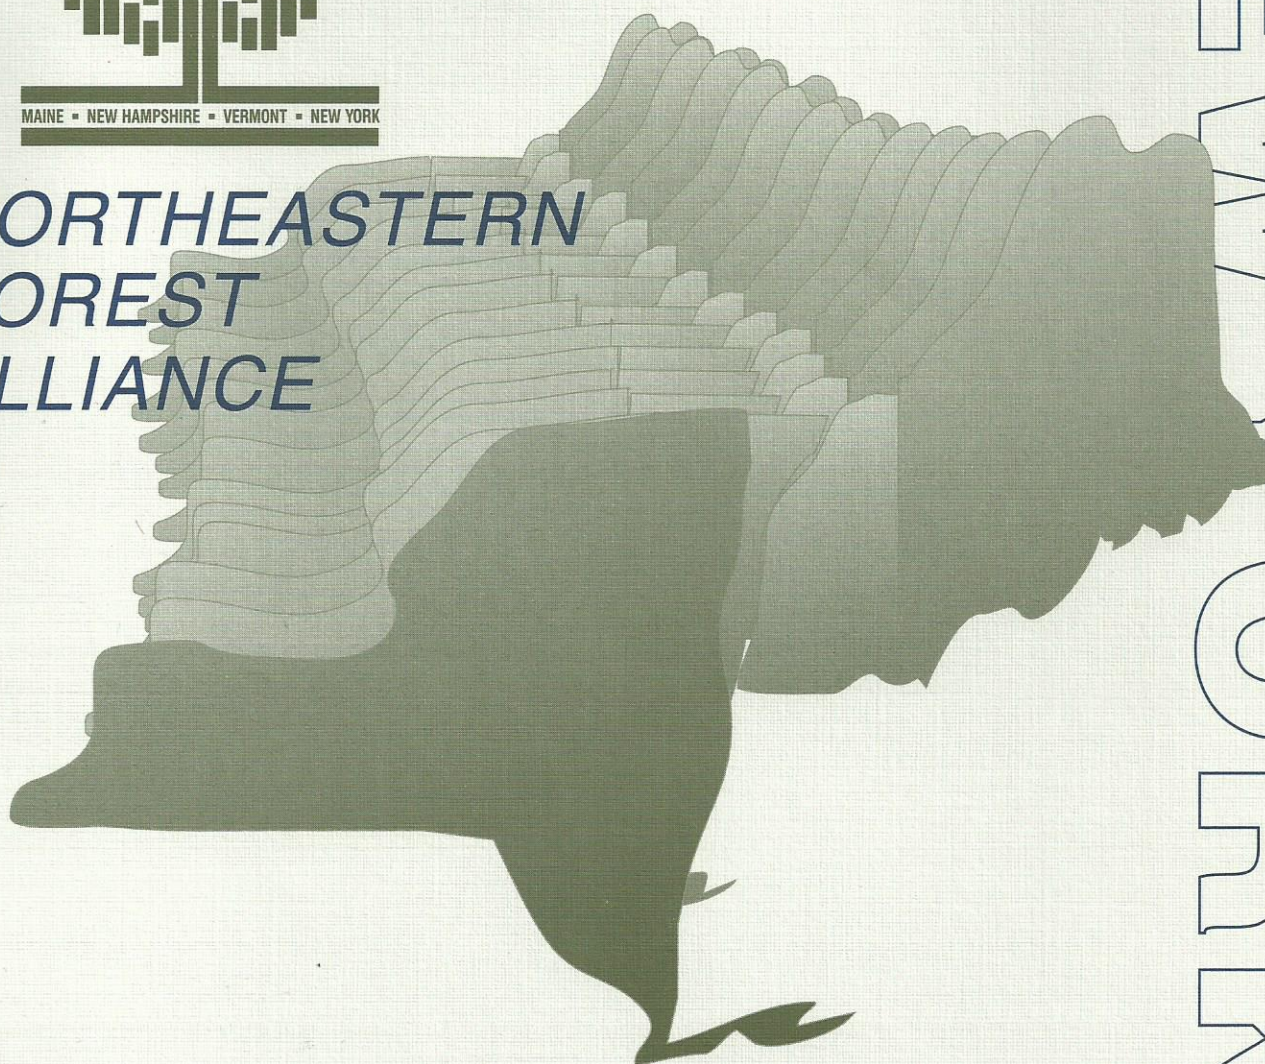 MAINE ▪ NEW HAMPSHIRE ▪ VERMONT ▪ NEW YORK
ORTHEASTERN
OREST
LLIANCE